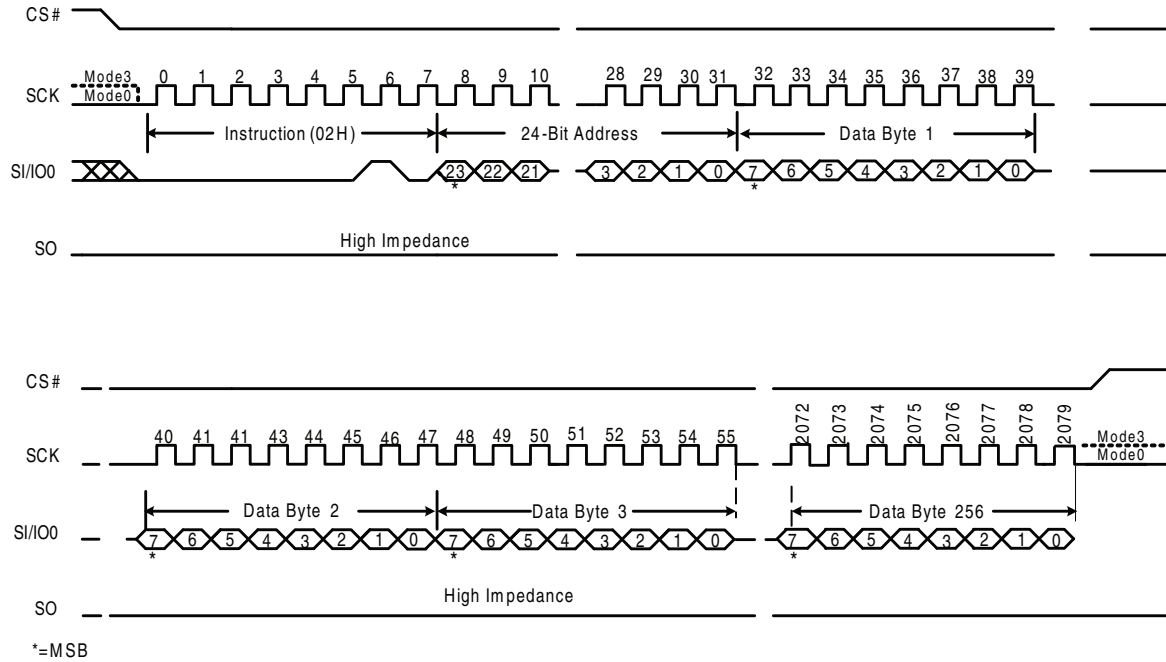 CS#
0 1 2 3 4 5 6 7 8 9 10 28 29 30 31 32 33 34 35 36 37 38 39
Mode3
SCK
Mode0
Instruction (02H) 24-Bit Address Data Byte 1
SI/IO0 23 22 21 3 2 1 0 7 6 5 4 3 2 1 0
* *
High Impedance
SO
CS#
40 41 41 43 44 45 46 47 48 49 50 51 52 53 54 55 2072 2073 2074 2075 2076 2077 2078 2079
Mode3
SCK
Mode0
Data Byte 2 Data Byte 3 Data Byte 256
SI/IO0 7 6 5 4 3 2 1 0 7 6 5 4 3 2 1 0 7 6 5 4 3 2 1 0
* * *
High Impedance
SO
*=MSB